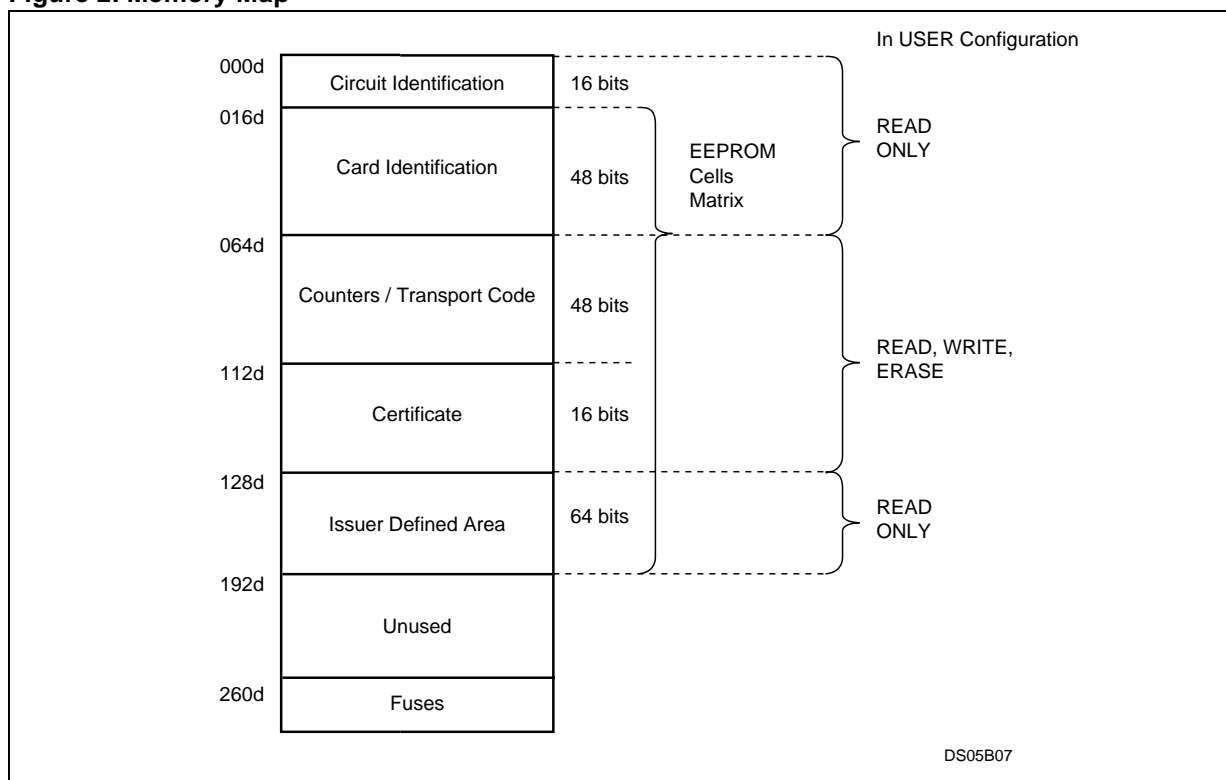 Figure 2. Memory Map
In USER Configuration
000d
Circuit Identification
16 bits
016d
READ
ONLY
EEPROM
Cells
Matrix
Card Identification
48 bits
064d
Counters / Transport Code
48 bits
READ, WRITE,
ERASE
112d
Certificate
16 bits
128d
READ
ONLY
Issuer Defined Area
64 bits
192d
Unused
260d
Fuses
DS05B07